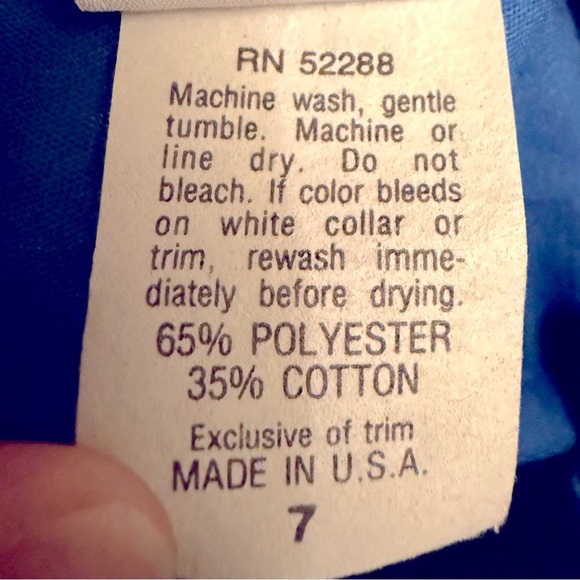 RN 52288
Machine wash, gentle
tumble. Machine or
line dry. Do not
bleach. If color bleeds
on white collar or
trim, rewash imme-
diately before drying.
65% POLYESTER
35% COTTON
Exclusive of trim
MADE IN U.S.A.
7